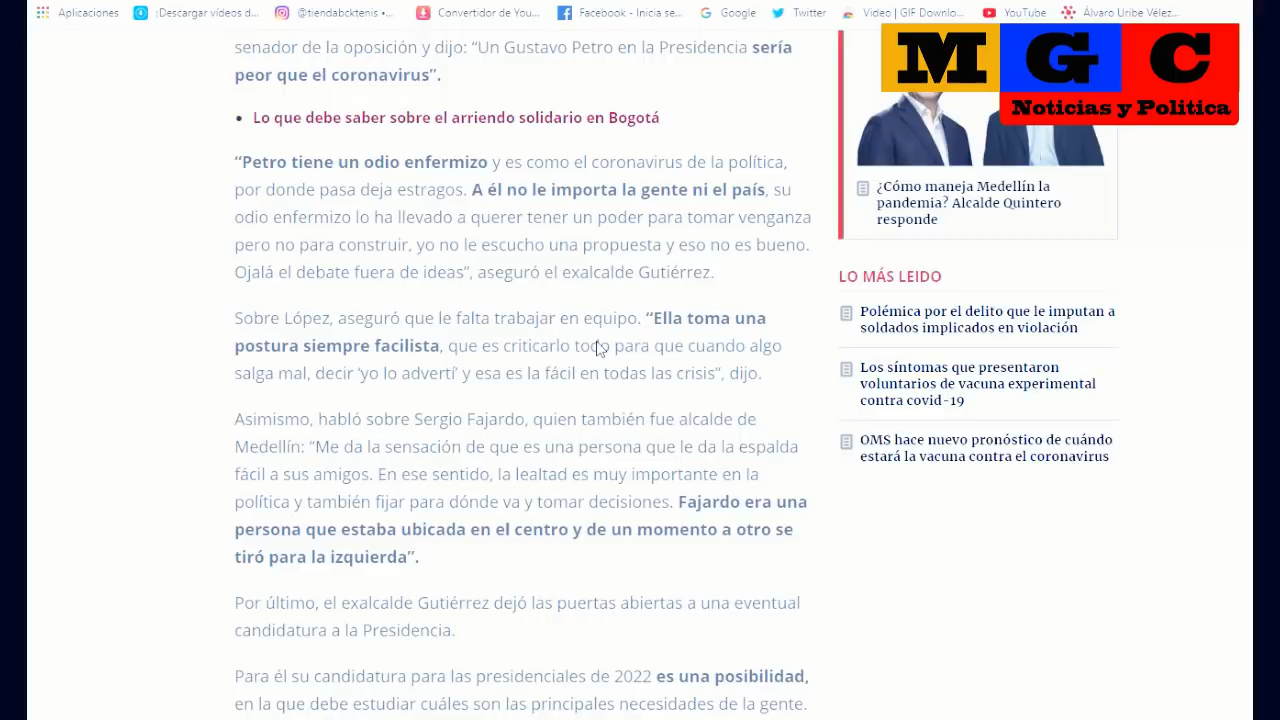 Aplicaciones
¡Descargar vídeos d...
@tiendabcktenis •...
Convertidor de You...
Facebook - Inicia se...
Google
Twitter
Video | GIF Downlo...
YouTube
Álvaro Uribe Vélez...
M G C
Noticias y Politica
senador de la oposición y dijo: “Un Gustavo Petro en la Presidencia sería
peor que el coronavirus”.
• Lo que debe saber sobre el arriendo solidario en Bogotá
“Petro tiene un odio enfermizo y es como el coronavirus de la política,
por donde pasa deja estragos. A él no le importa la gente ni el país, su
odio enfermizo lo ha llevado a querer tener un poder para tomar venganza
pero no para construir, yo no le escucho una propuesta y eso no es bueno.
Ojalá el debate fuera de ideas”, aseguró el exalcalde Gutiérrez.
Sobre López, aseguró que le falta trabajar en equipo. “Ella toma una
postura siempre facilista, que es criticarlo todo para que cuando algo
salga mal, decir ‘yo lo advertí’ y esa es la fácil en todas las crisis”, dijo.
Asimismo, habló sobre Sergio Fajardo, quien también fue alcalde de
Medellín: “Me da la sensación de que es una persona que le da la espalda
fácil a sus amigos. En ese sentido, la lealtad es muy importante en la
política y también fijar para dónde va y tomar decisiones. Fajardo era una
persona que estaba ubicada en el centro y de un momento a otro se
tiró para la izquierda”.
Por último, el exalcalde Gutiérrez dejó las puertas abiertas a una eventual
candidatura a la Presidencia.
Para él su candidatura para las presidenciales de 2022 es una posibilidad,
en la que debe estudiar cuáles son las principales necesidades de la gente.
¿Cómo maneja Medellín la
pandemia? Alcalde Quintero
responde
LO MÁS LEIDO
Polémica por el delito que le imputan a
soldados implicados en violación
Los síntomas que presentaron
voluntarios de vacuna experimental
contra covid-19
OMS hace nuevo pronóstico de cuándo
estará la vacuna contra el coronavirus